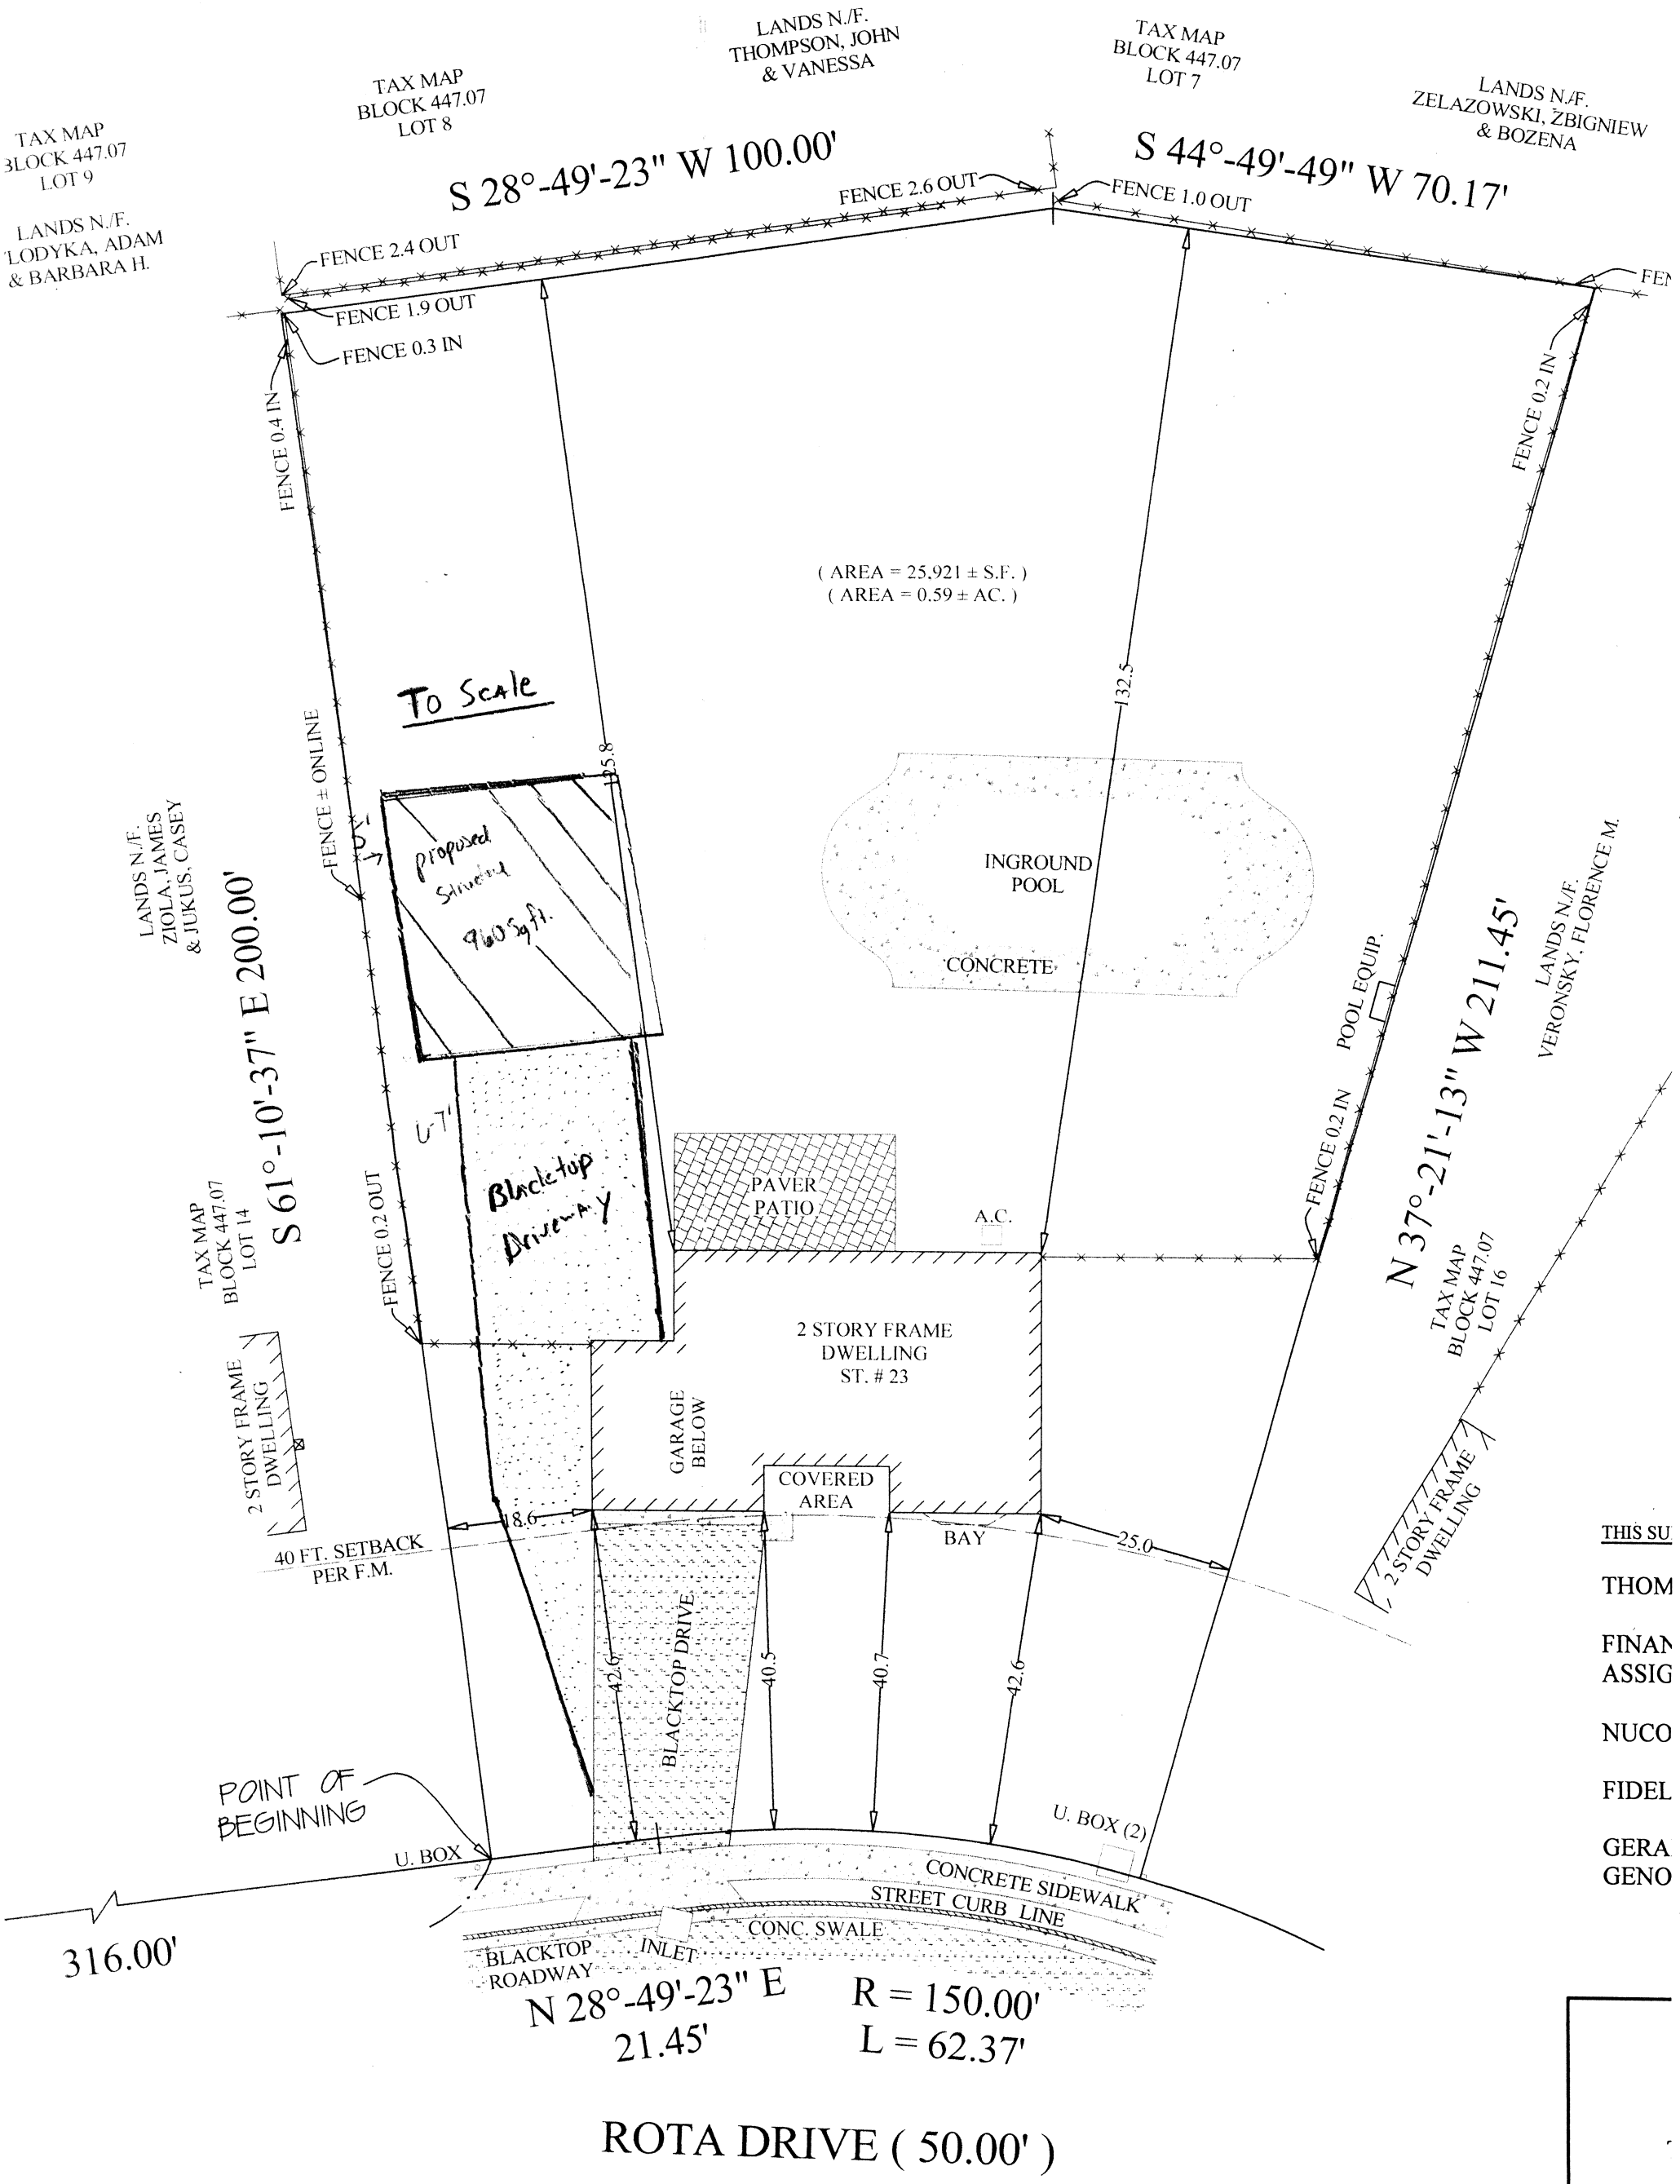 LANDS N./F.
THOMPSON, JOHN
& VANESSA
TAX MAP
BLOCK 447.07
LOT 7
TAX MAP
BLOCK 447.07
LOT 8
LANDS N./F.
ZELAZOWSKI, ZBIGNIEW
& BOZENA
TAX MAP
BLOCK 447.07
LOT 9
LANDS N./F.
LODYKA, ADAM
& BARBARA H.
S 28°-49'-23" W 100.00'
S 44°-49'-49" W 70.17'
FENCE 2.6 OUT
FENCE 1.0 OUT
FENCE 2.4 OUT
FEN
FENCE 1.9 OUT
FENCE 0.3 IN
FENCE 0.4 IN
FENCE 0.2 IN
( AREA = 25,921 ± S.F. )
( AREA = 0.59 ± AC. )
To Scale
132.5
125.8
FENCE ± ONLINE
proposed
960 Sq ft.
INGROUND
POOL
CONCRETE
LANDS N./F.
ZIOLA, JAMES
& JUKUS, CASEY
S 61°-10'-37" E 200.00'
POOL EQUIP.
N 37°-21'-13" W 211.45'
LANDS N./F.
VERONSKY, FLORENCE M.
FENCE 0.2 IN
Blacktop
Driveway
PAVER
PATIO
A.C.
TAX MAP
BLOCK 447.07
LOT 14
FENCE 0.2 OUT
TAX MAP
BLOCK 447.07
LOT 16
2 STORY FRAME
DWELLING
ST. # 23
2 STORY FRAME
DWELLING
GARAGE
BELOW
COVERED
AREA
2 STORY FRAME
DWELLING
18.6
BAY
25.0
40 FT. SETBACK
PER F.M.
THIS SU
THOM
FINAN
ASSIG
NUCO
FIDEL
GERA
GENO
42.6
BLACKTOP DRIVE
40.5
40.7
42.6
POINT OF
BEGINNING
U. BOX
U. BOX (2)
CONCRETE SIDEWALK
STREET CURB LINE
CONC. SWALE
BLACKTOP
ROADWAY
INLET
316.00'
N 28°-49'-23" E
21.45'
R = 150.00'
L = 62.37'
ROTA DRIVE ( 50.00' )